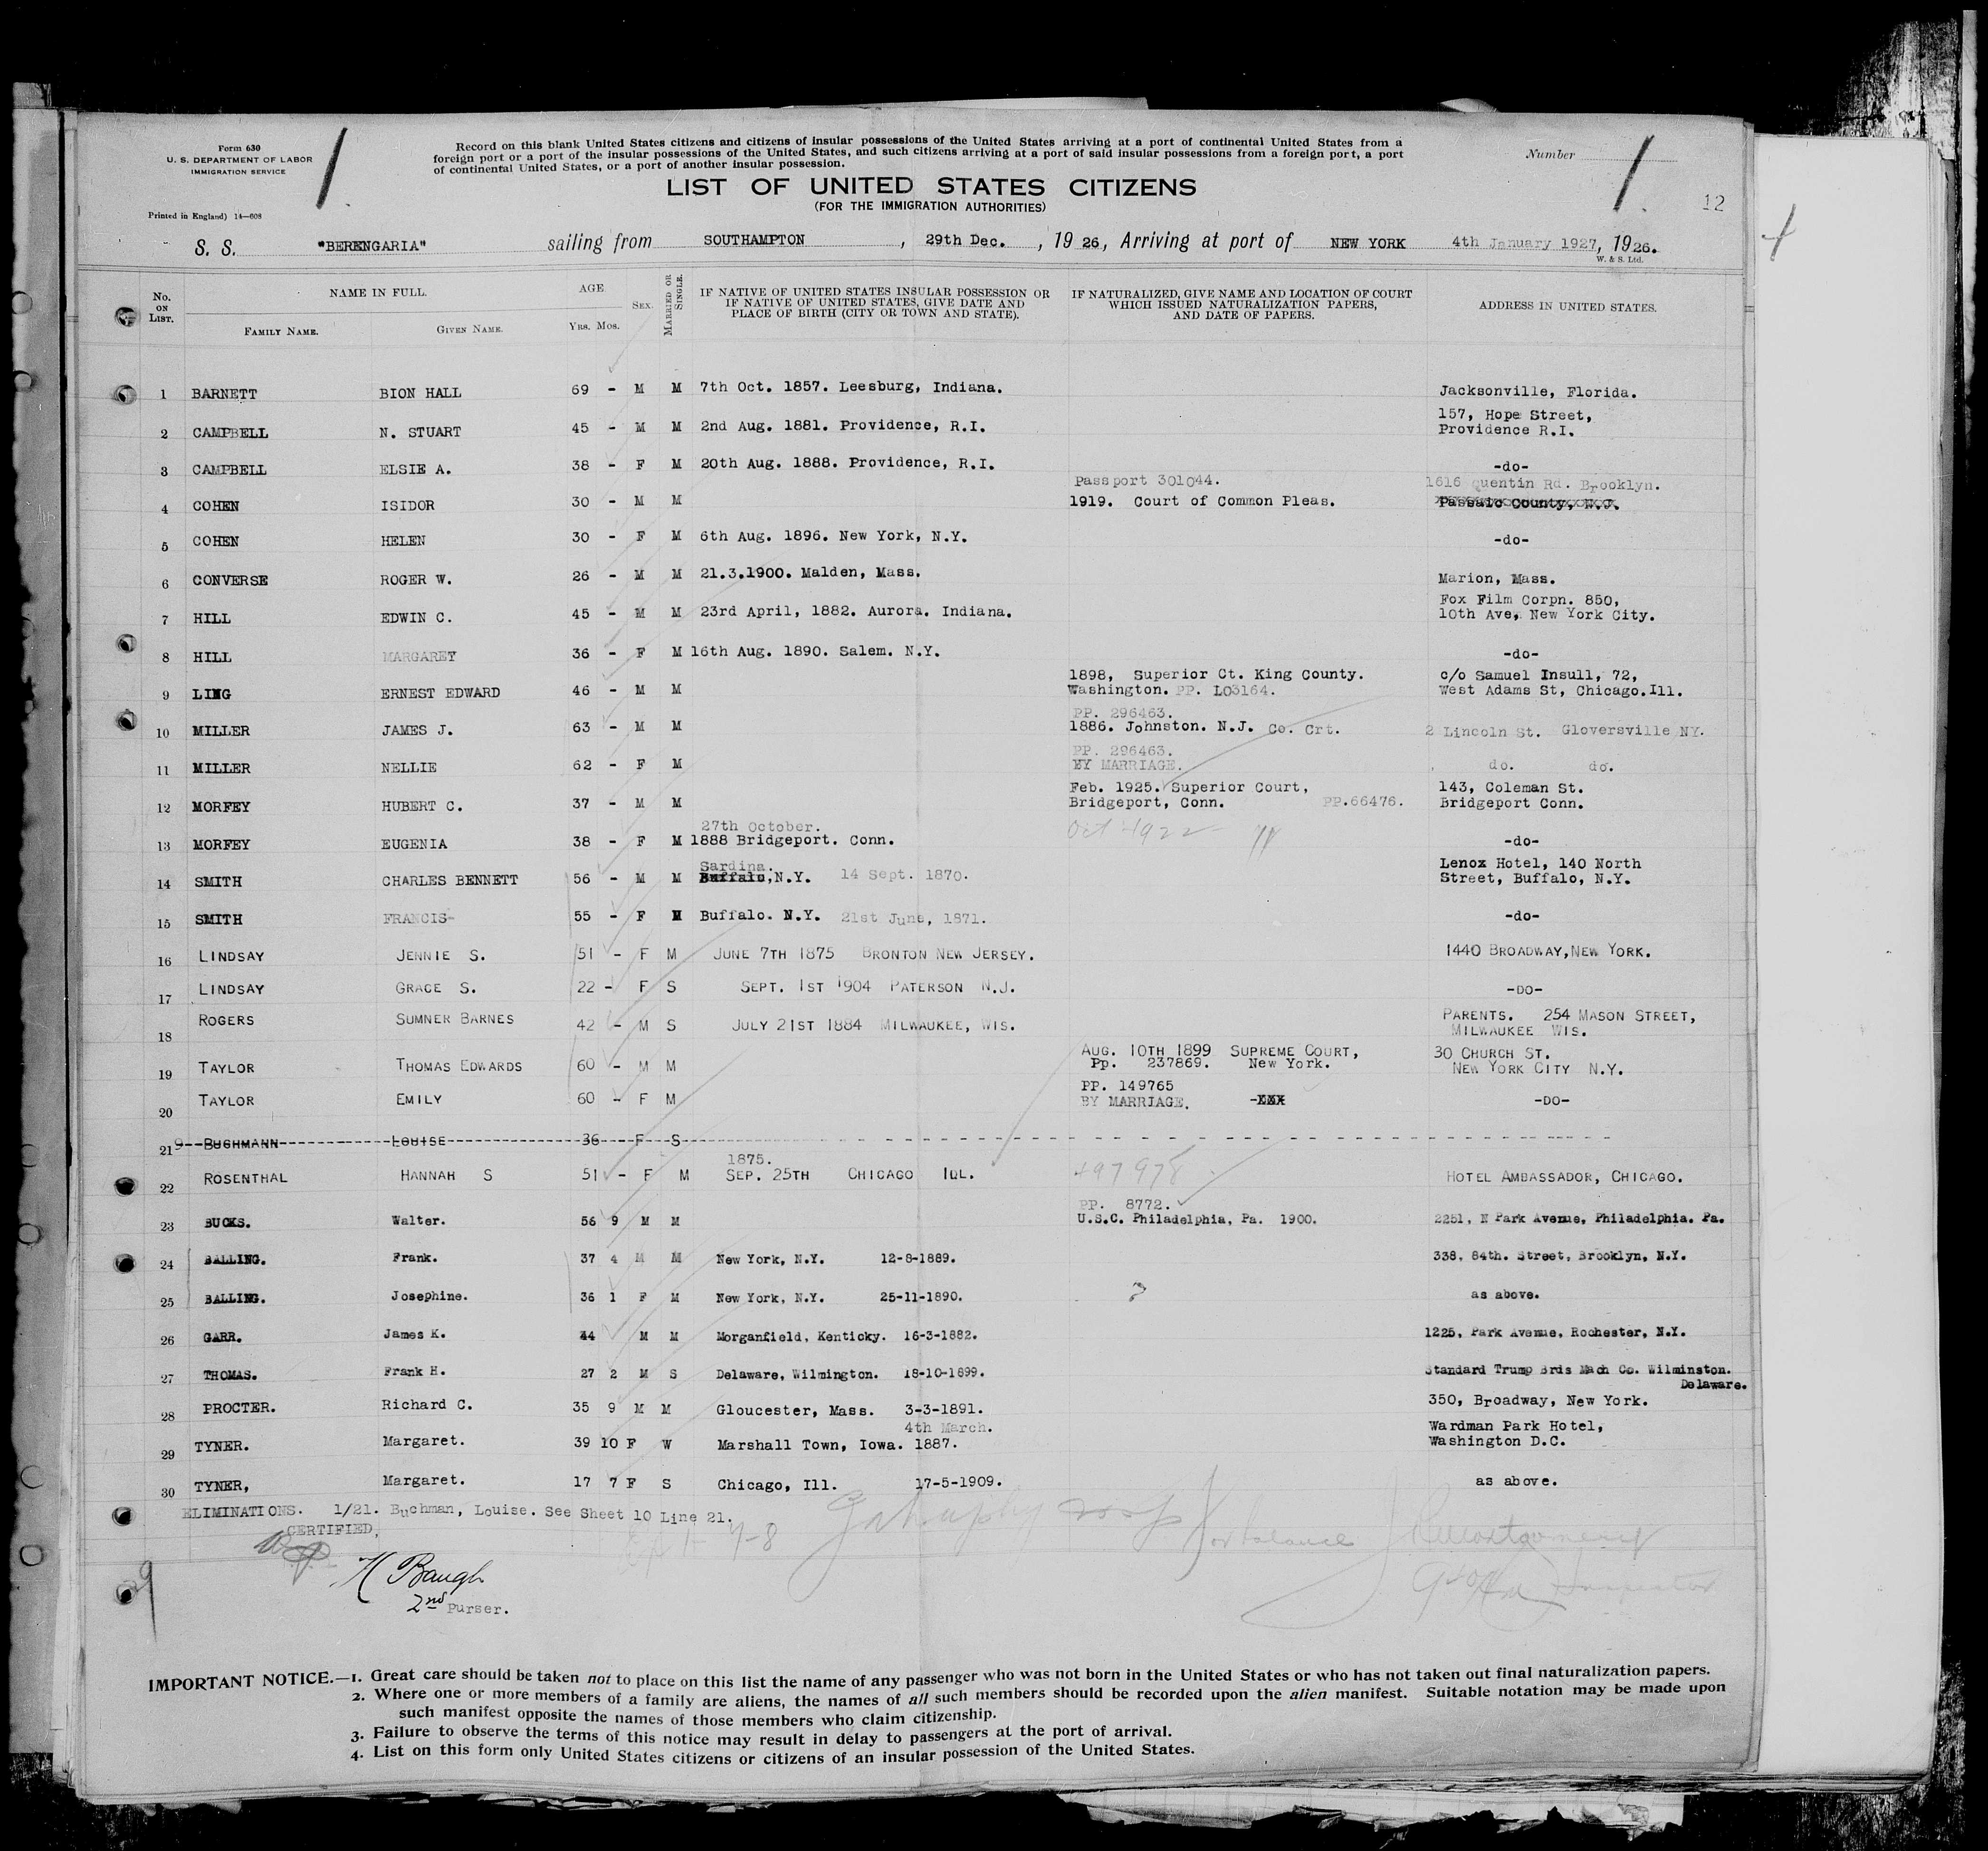 Form 630
U. S. DEPARTMENT OF LABOR
IMMIGRATION SERVICE
Printed in England) 14—608
1
Record on this blank United States citizens and citizens of insular possessions of the United States arriving at a port of continental United States from a
foreign port or a port of the insular possessions of the United States, and such citizens arriving at a port of said insular possessions from a foreign port, a port
of continental United States, or a port of another insular possession.
Number
1
12
LIST OF UNITED STATES CITIZENS
(FOR THE IMMIGRATION AUTHORITIES)
S. S. "BERENGARIA" sailing from SOUTHAMPTON , 29th Dec. , 19 26, Arriving at port of NEW YORK 4th January 1927, 1926.
W. & S. Ltd.
No. ON LIST. NAME IN FULL. FAMILY NAME. GIVEN NAME. AGE YRS. MOS. SEX. MARRIED OR SINGLE. IF NATIVE OF UNITED STATES INSULAR POSSESSION OR IF NATIVE OF UNITED STATES, GIVE DATE AND PLACE OF BIRTH (CITY OR TOWN AND STATE). IF NATURALIZED, GIVE NAME AND LOCATION OF COURT WHICH ISSUED NATURALIZATION PAPERS, AND DATE OF PAPERS. ADDRESS IN UNITED STATES.
1 BARNETT BION HALL 69 - M M 7th Oct. 1857. Leesburg, Indiana. Jacksonville, Florida.
2 CAMPBELL N. STUART 45 - M M 2nd Aug. 1881. Providence, R.I. 157, Hope Street, Providence R.I.
3 CAMPBELL ELSIE A. 38 - F M 20th Aug. 1888. Providence, R.I. -do-
4 COHEN ISIDOR 30 - M M Passport 301044. 1919. Court of Common Pleas. 1616 Quentin Rd. Brooklyn. Passaic County, N.J.
5 COHEN HELEN 30 - F M 6th Aug. 1896. New York, N.Y. -do-
6 CONVERSE ROGER W. 26 - M M 21.3.1900. Malden, Mass. Marion, Mass.
7 HILL EDWIN C. 45 - M M 23rd April, 1882. Aurora. Indiana. Fox Film Corpn. 850, 10th Ave, New York City.
8 HILL MARGARET 36 - F M 16th Aug. 1890. Salem. N.Y. -do-
9 LING ERNEST EDWARD 46 - M M 1898, Superior Ct. King County. Washington. PP. LO3164. c/o Samuel Insull, 72, West Adams St, Chicago.Ill.
10 MILLER JAMES J. 63 - M M PP. 296463. 1886. Johnston. N.J. Co. Crt. 2 Lincoln St. Gloversville NY.
11 MILLER NELLIE 62 - F M PP. 296463. BY MARRIAGE. do. do.
12 MORFEY HUBERT C. 37 - M M Feb. 1925. Superior Court, Bridgeport, Conn. PP.66476. 143, Coleman St. Bridgeport Conn.
13 MORFEY EUGENIA 38 - F M 27th October. 1888 Bridgeport. Conn. Oct 1922 -do-
14 SMITH CHARLES BENNETT 56 - M M Sardina. Buffalo, N.Y. 14 Sept. 1870. Lenox Hotel, 140 North Street, Buffalo, N.Y.
15 SMITH FRANCIS 55 - F M Buffalo. N.Y. 21st June, 1871. -do-
16 LINDSAY JENNIE S. 51 - F M JUNE 7TH 1875 BRONTON NEW JERSEY. 1440 BROADWAY, NEW YORK.
17 LINDSAY GRACE S. 22 - F S SEPT. 1ST 1904 PATERSON N.J. -DO-
18 ROGERS SUMNER BARNES 42 - M S JULY 21ST 1884 MILWAUKEE, WIS. PARENTS. 254 MASON STREET, MILWAUKEE WIS.
19 TAYLOR THOMAS EDWARDS 60 - M M AUG. 10TH 1899 SUPREME COURT, Pp. 237869. New York. 30 CHURCH ST. NEW YORK CITY N.Y.
20 TAYLOR EMILY 60 - F M PP. 149765 BY MARRIAGE. -DO-
21 9 BUCHMANN LOUISE 36 F S
22 ROSENTHAL HANNAH S 51 - F M 1875. SEP. 25TH CHICAGO ILL. 497978 HOTEL AMBASSADOR, CHICAGO.
23 BUCKS. Walter. 56 9 M M PP. 8772. U.S.C. Philadelphia, Pa. 1900. 2251, N Park Avenue, Philadelphia. Pa.
24 BALLING. Frank. 37 4 M M New York, N.Y. 12-8-1889. 338, 84th. Street, Brooklyn, N.Y.
25 BALLING. Josephine. 36 1 F M New York, N.Y. 25-11-1890. ? as above.
26 GARR. James K. 44 M M Morganfield, Kenticky. 16-3-1882. 1225, Park Avenue, Rochester, N.Y.
27 THOMAS. Frank H. 27 2 M S Delaware, Wilmington. 18-10-1899. Standard Trump Brds Mach Co. Wilminston. Delaware.
28 PROCTER. Richard C. 35 9 M M Gloucester, Mass. 3-3-1891. 350, Broadway, New York.
29 TYNER. Margaret. 39 10 F W Marshall Town, Iowa. 4th March. 1887. Wardman Park Hotel, Washington D.C.
30 TYNER, Margaret. 17 7 F S Chicago, Ill. 17-5-1909. as above.
ELIMINATIONS. 1/21. Buchman, Louise. See Sheet 10 Line 21.
CERTIFIED,
H Baugh
2nd Purser.
for balance
Inspector
9
IMPORTANT NOTICE.—1. Great care should be taken not to place on this list the name of any passenger who was not born in the United States or who has not taken out final naturalization papers.
2. Where one or more members of a family are aliens, the names of all such members should be recorded upon the alien manifest. Suitable notation may be made upon
such manifest opposite the names of those members who claim citizenship.
3. Failure to observe the terms of this notice may result in delay to passengers at the port of arrival.
4. List on this form only United States citizens or citizens of an insular possession of the United States.